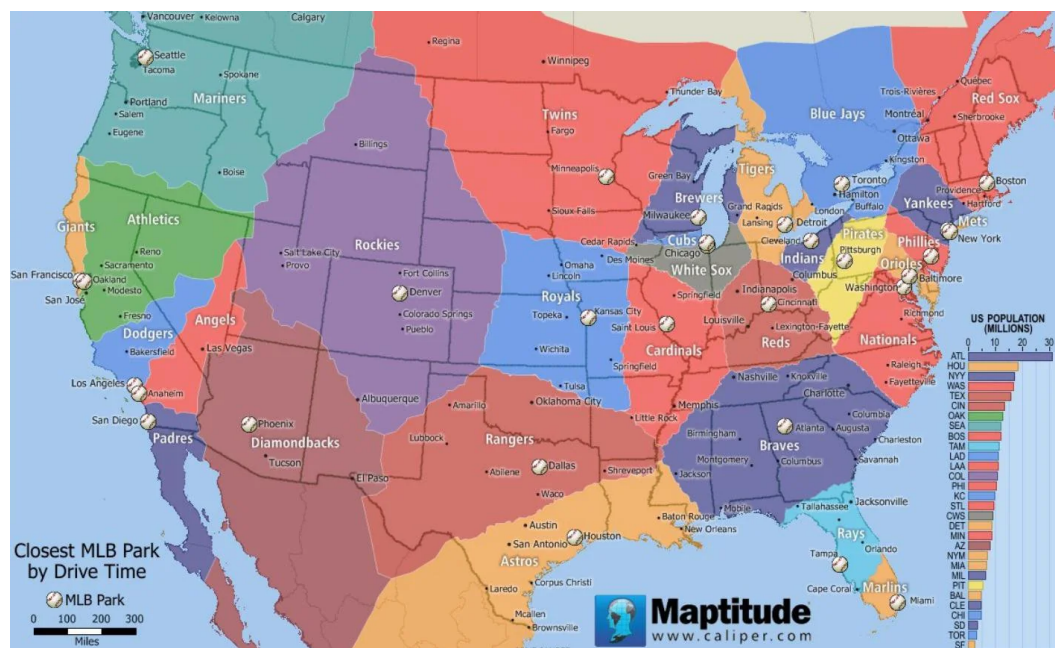 Vancouver
Kelowna
Calgary
Regina
Winnipeg
Thunder Bay
Québec
Trois-Rivières
Red Sox
Montréal
Sherbrooke
Ottawa
Kingston
Seattle
Tacoma
Spokane
Mariners
Portland
Salem
Eugene
Boise
Billings
Twins
Fargo
Minneapolis
Sioux Falls
Blue Jays
Toronto
Hamilton
Buffalo
London
Boston
Providence
Hartford
Yankees
Mets
New York
Green Bay
Brewers
Milwaukee
Tigers
Grand Rapids
Lansing
Detroit
Cleveland
Indians
Pirates
Pittsburgh
Phillies
Orioles
Baltimore
Washington
Richmond
Nationals
Raleigh
Fayetteville
Giants
Athletics
Reno
Sacramento
San Francisco
Oakland
Modesto
San José
Fresno
Dodgers
Bakersfield
Angels
Las Vegas
Los Angeles
Anaheim
San Diego
Padres
Salt Lake City
Provo
Rockies
Fort Collins
Denver
Colorado Springs
Pueblo
Albuquerque
Phoenix
Diamondbacks
Tucson
El Paso
Cedar Rapids
Des Moines
Omaha
Lincoln
Royals
Topeka
Kansas City
Wichita
Springfield
Tulsa
Cubs
Chicago
White Sox
Springfield
Saint Louis
Cardinals
Columbus
Indianapolis
Cincinnati
Louisville
Lexington-Fayette
Reds
Amarillo
Oklahoma City
Lubbock
Rangers
Abilene
Dallas
Waco
Shreveport
Little Rock
Memphis
Nashville
Knoxville
Charlotte
Columbia
Birmingham
Atlanta
Augusta
Braves
Charleston
Montgomery
Columbus
Savannah
Jackson
Mobile
Tallahassee
Jacksonville
Baton Rouge
New Orleans
Austin
San Antonio
Houston
Astros
Laredo
Corpus Christi
Mcallen
Brownsville
Rays
Orlando
Tampa
Cape Coral
Marlins
Miami
Closest MLB Park
by Drive Time
MLB Park
0 100 200 300
Miles
Maptitude
www.caliper.com
US POPULATION
(MILLIONS)
0 10 20 30
ATL
HOU
NYY
WAS
TEX
CIN
OAK
SEA
BOS
TAM
LAD
LAA
COL
PHI
KC
STL
CWS
DET
MIN
AZ
NYM
MIA
MIL
PIT
BAL
CLE
CHI
SD
TOR
SF